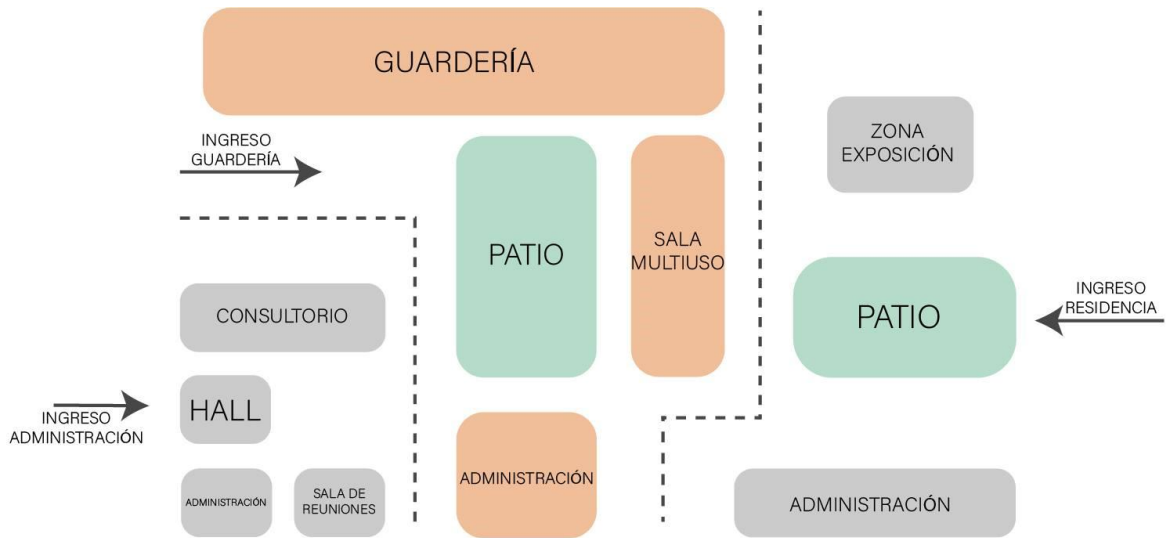 GUARDERÍA
INGRESO
GUARDERÍA
ZONA
EXPOSICIÓN
PATIO
SALA
MULTIUSO
PATIO
INGRESO
RESIDENCIA
CONSULTORIO
HALL
INGRESO
ADMINISTRACIÓN
ADMINISTRACIÓN
SALA DE
REUNIONES
ADMINISTRACIÓN
ADMINISTRACIÓN